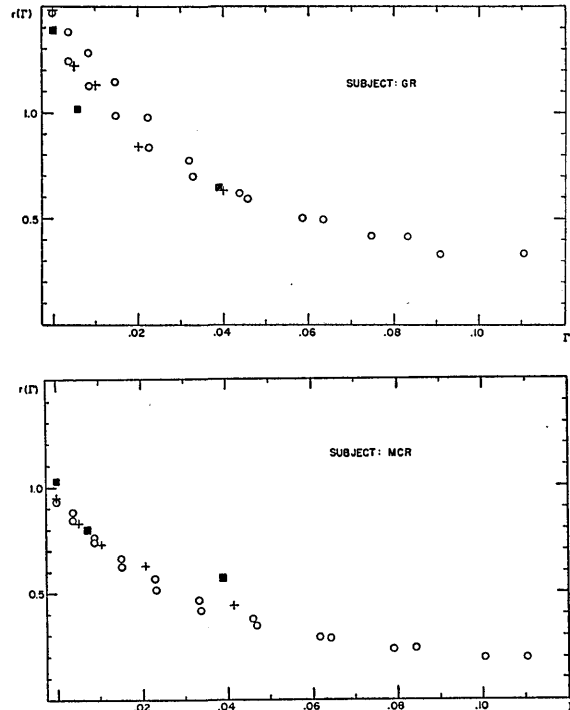 r(Γ)
SUBJECT: GR
1.0
0.5
.02 .04 .06 .08 .10 Γ
r(Γ)
SUBJECT: MCR
1.0
0.5
.02 .04 .06 .08 .10